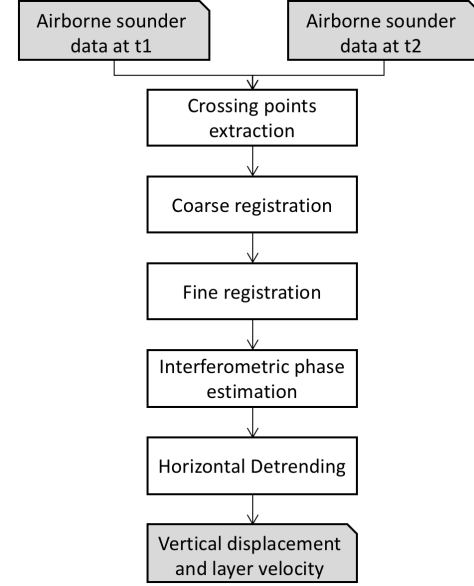 Airborne sounder
data at t1
Airborne sounder
data at t2
Crossing points
extraction
Coarse registration
Fine registration
Interferometric phase
estimation
Horizontal Detrending
Vertical displacement
and layer velocity